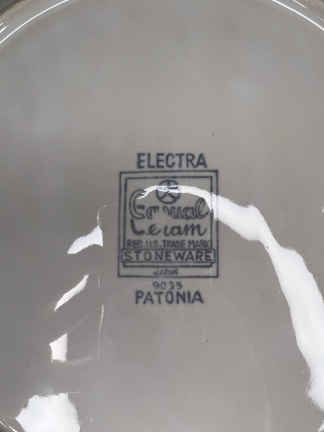 ELECTRA
Casual
Ceram
REG. U.S. TRADE MARK
STONEWARE
JAPAN
9035
PATONIA